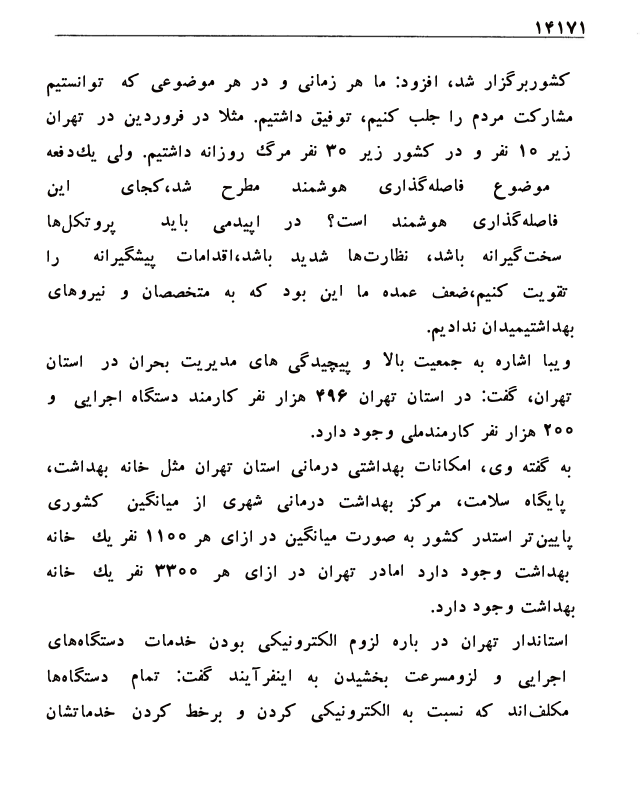 ۱۴۱۷۱
کشوربرگزار شد، افزود: ما هر زمانی و در هر موضوعی که توانستیم
مشارکت مردم را جلب کنیم، توفیق داشتیم. مثلا در فروردین در تهران
زیر ۱۰ نفر و در کشور زیر ۳۰ نفر مرگ روزانه داشتیم. ولی یك‌دفعه
موضوع فاصله‌گذاری هوشمند مطرح شد،کجای این
فاصله‌گذاری هوشمند است؟ در اپیدمی باید پروتکل‌ها
سخت‌گیرانه باشد، نظارت‌ها شدید باشد،اقدامات پیشگیرانه را
تقویت کنیم،ضعف عمده ما این بود که به متخصصان و نیروهای
بهداشتیمیدان ندادیم.
ویبا اشاره به جمعیت بالا و پیچیدگی های مدیریت بحران در استان
تهران، گفت: در استان تهران ۴۹۶ هزار نفر کارمند دستگاه اجرایی و
۲۰۰ هزار نفر کارمندملی وجود دارد.
به گفته وی، امکانات بهداشتی درمانی استان تهران مثل خانه بهداشت،
پایگاه سلامت، مرکز بهداشت درمانی شهری از میانگین کشوری
پایین‌تر استدر کشور به صورت میانگین در ازای هر ۱۱۰۰ نفر یك خانه
بهداشت وجود دارد امادر تهران در ازای هر ۳۳۰۰ نفر یك خانه
بهداشت وجود دارد.
استاندار تهران در باره لزوم الکترونیکی بودن خدمات دستگاه‌های
اجرایی و لزومسرعت بخشیدن به اینفرآیند گفت: تمام دستگاه‌ها
مکلف‌اند که نسبت به الکترونیکی کردن و برخط کردن خدماتشان